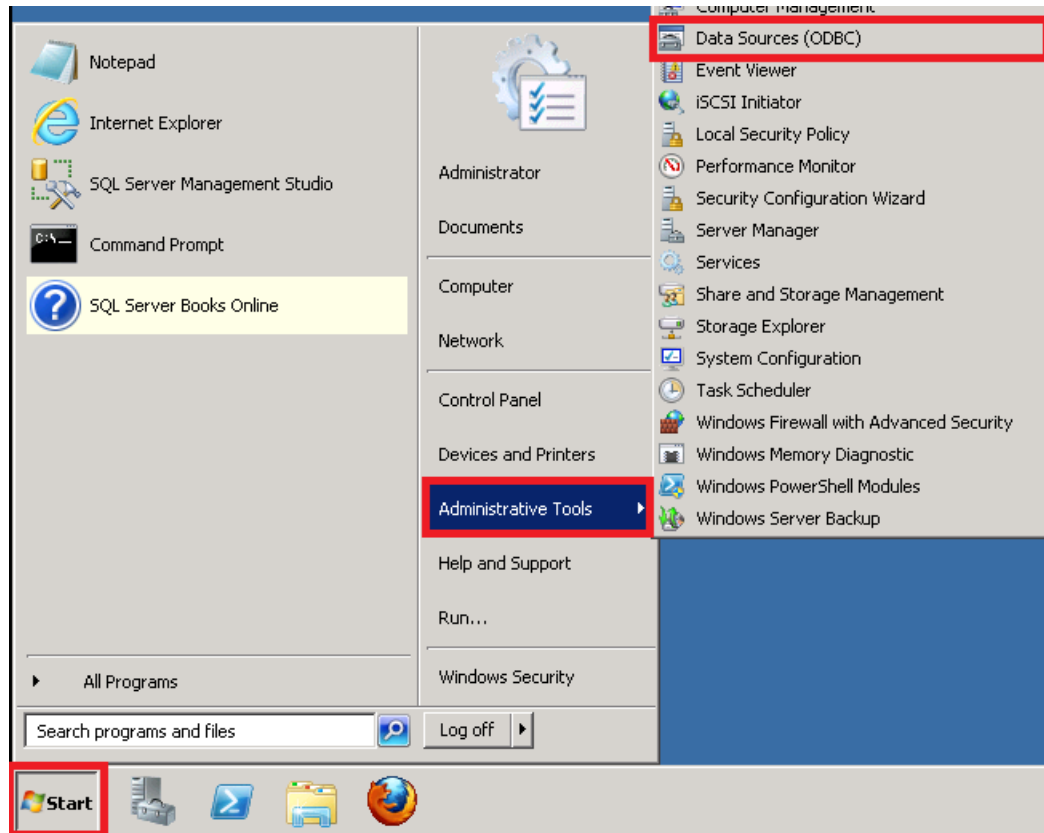 Notepad
Internet Explorer
SQL Server Management Studio
C:\
Command Prompt
SQL Server Books Online
All Programs
Search programs and files
Administrator
Documents
Computer
Network
Control Panel
Devices and Printers
Administrative Tools
Help and Support
Run...
Windows Security
Log off
Computer Management
Data Sources (ODBC)
Event Viewer
iSCSI Initiator
Local Security Policy
Performance Monitor
Security Configuration Wizard
Server Manager
Services
Share and Storage Management
Storage Explorer
System Configuration
Task Scheduler
Windows Firewall with Advanced Security
Windows Memory Diagnostic
Windows PowerShell Modules
Windows Server Backup
Start